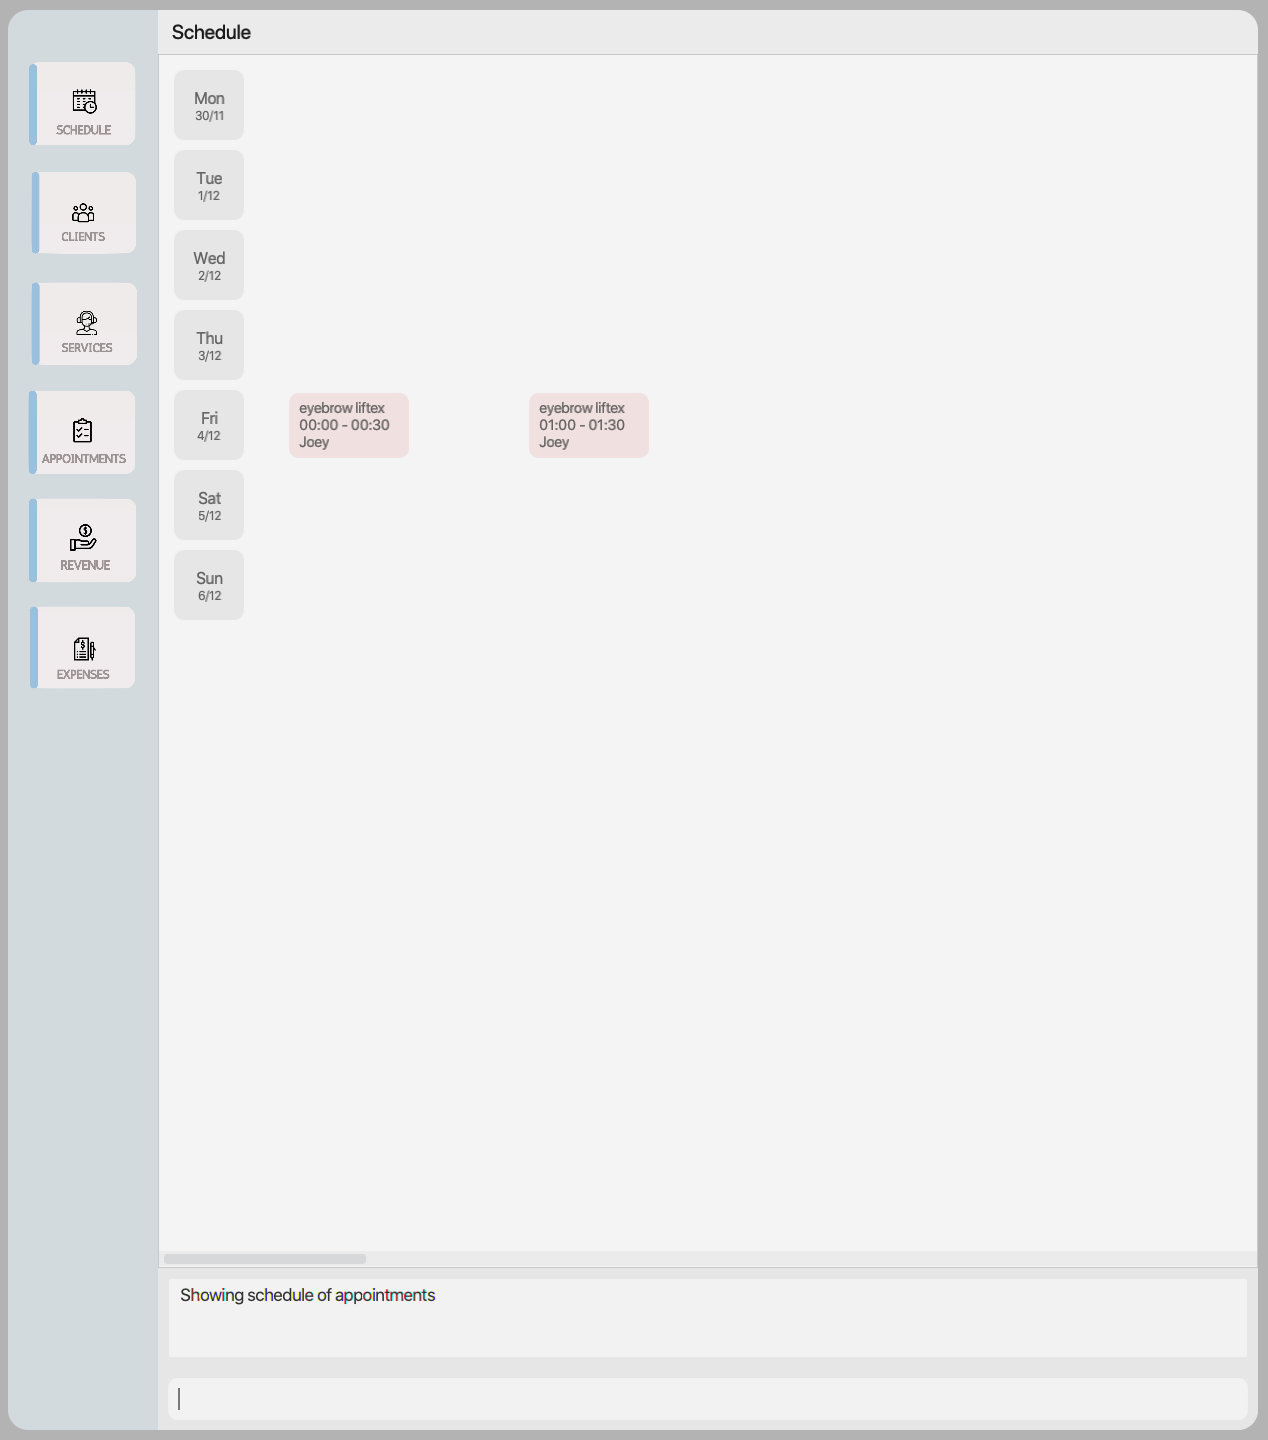 Schedule
SCHEDULE
CLIENTS
SERVICES
APPOINTMENTS
REVENUE
EXPENSES
Mon
30/11
Tue
1/12
Wed
2/12
Thu
3/12
Fri
4/12
eyebrow liftex
00:00 - 00:30
Joey
eyebrow liftex
01:00 - 01:30
Joey
Sat
5/12
Sun
6/12
Showing schedule of appointments